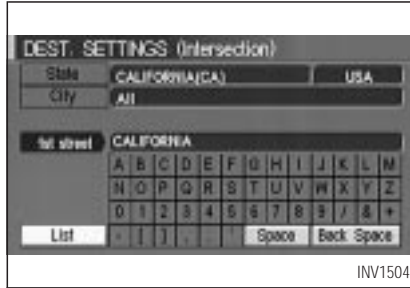 DEST. SETTINGS (Intersection)
State CALIFORNIA(CA) USA
City All
1st street CALIFORNIA
A B C D E F G H I J K L M
N O P Q R S T U V W X Y Z
0 1 2 3 4 5 6 7 8 9 / & +
List - [ ] , . ' Space Back Space
INV1504